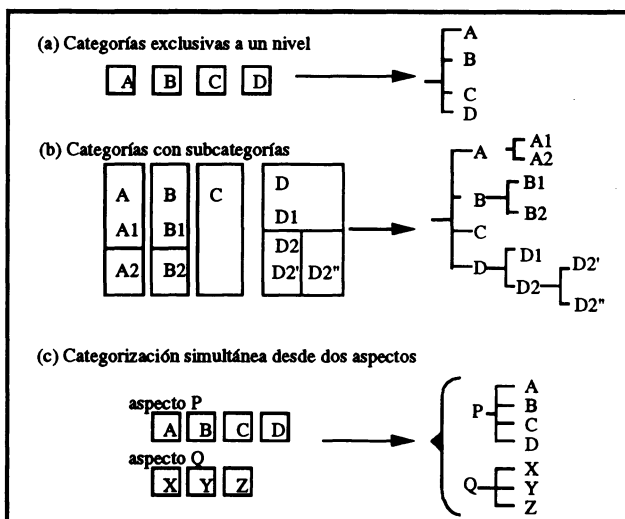 (a) Categorías exclusivas a un nivel
A B C D
A
B
C
D
(b) Categorías con subcategorías
A B C D
A1 B1 D1
A2 B2 D2
D2' D2"
A A1
A2
B B1
B2
C
D D1
D2 D2'
D2"
(c) Categorización simultánea desde dos aspectos
aspecto P
A B C D
aspecto Q
X Y Z
P A
B
C
D
Q X
Y
Z